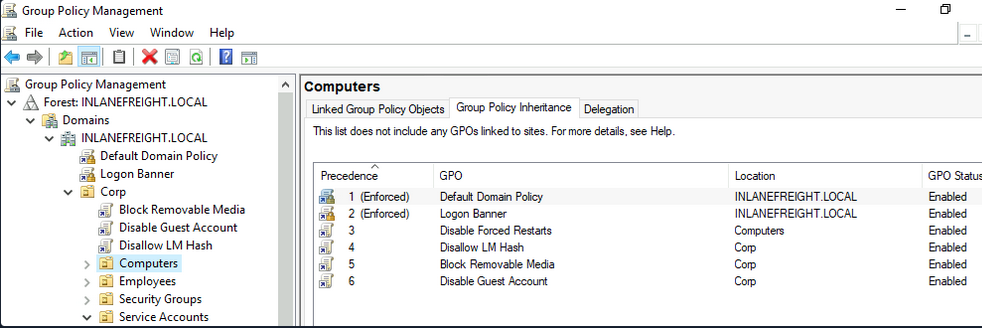 Group Policy Management
File Action View Window Help
Group Policy Management
Forest: INLANEFREIGHT.LOCAL
Domains
INLANEFREIGHT.LOCAL
Default Domain Policy
Logon Banner
Corp
Block Removable Media
Disable Guest Account
Disallow LM Hash
Computers
Employees
Security Groups
Service Accounts
Computers
Linked Group Policy Objects Group Policy Inheritance Delegation
This list does not include any GPOs linked to sites. For more details, see Help.
Precedence GPO Location GPO Status
1 (Enforced) Default Domain Policy INLANEFREIGHT.LOCAL Enabled
2 (Enforced) Logon Banner INLANEFREIGHT.LOCAL Enabled
3 Disable Forced Restarts Computers Enabled
4 Disallow LM Hash Corp Enabled
5 Block Removable Media Corp Enabled
6 Disable Guest Account Corp Enabled